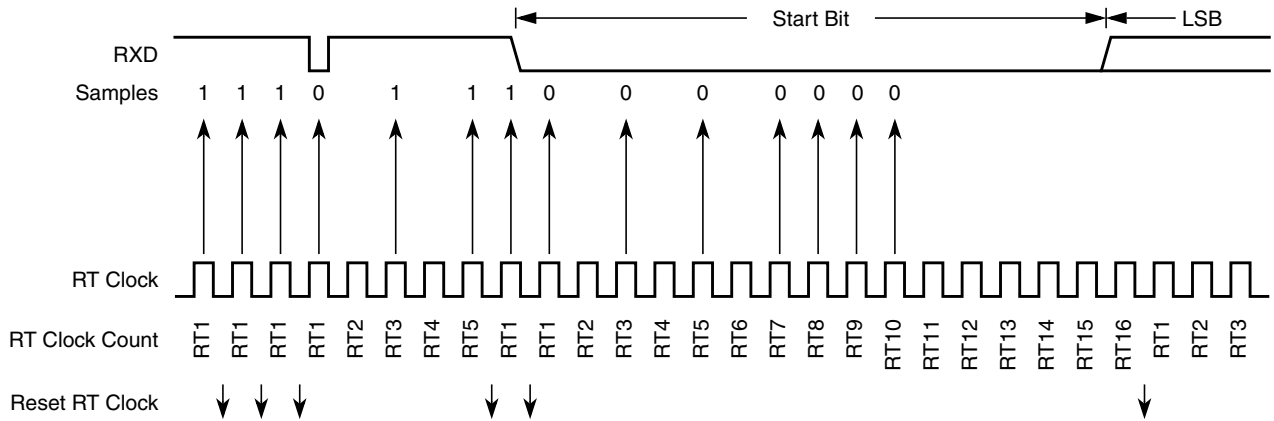 Start Bit LSB
RXD
Samples 1 1 1 0 1 1 1 0 0 0 0 0 0 0
RT Clock
RT Clock Count RT1 RT1 RT1 RT1 RT2 RT3 RT4 RT5 RT1 RT1 RT2 RT3 RT4 RT5 RT6 RT7 RT8 RT9 RT10 RT11 RT12 RT13 RT14 RT15 RT16 RT1 RT2 RT3
Reset RT Clock